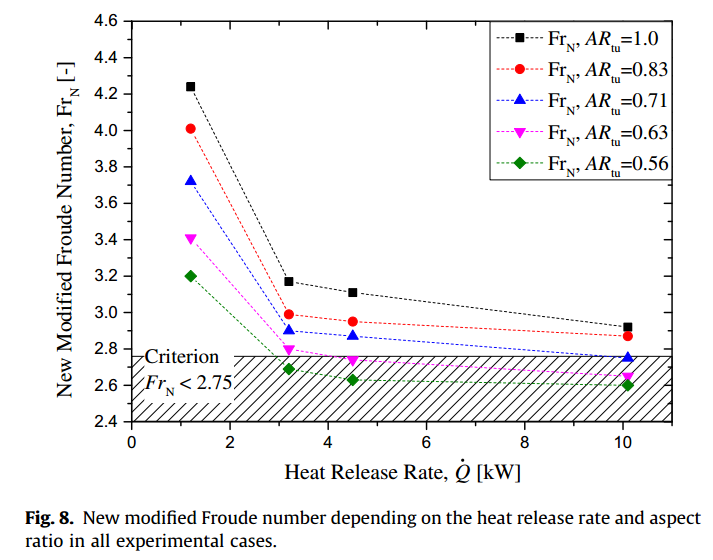 4.6
4.4
4.2
4.0
3.8
3.6
3.4
3.2
3.0
2.8
2.6
2.4
New Modified Froude Number, Fr_N [-]
Fr_N, AR_tu=1.0
Fr_N, AR_tu=0.83
Fr_N, AR_tu=0.71
Fr_N, AR_tu=0.63
Fr_N, AR_tu=0.56
Criterion
Fr_N < 2.75
0 2 4 6 8 10
Heat Release Rate, Q̇ [kW]
Fig. 8. New modified Froude number depending on the heat release rate and aspect
ratio in all experimental cases.